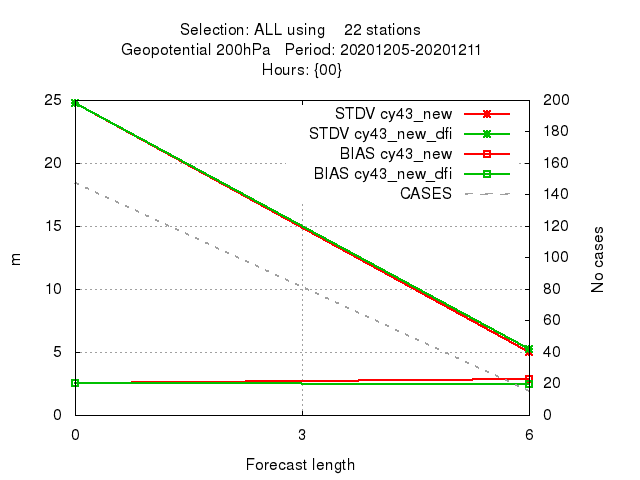 Selection: ALL using    22 stations
Geopotential 200hPa   Period: 20201205-20201211
Hours: {00}
25
20
15
10
5
0
200
180
160
140
120
100
80
60
40
20
0
STDV cy43_new
STDV cy43_new_dfi
BIAS cy43_new
BIAS cy43_new_dfi
CASES
m
No cases
0
3
6
Forecast length